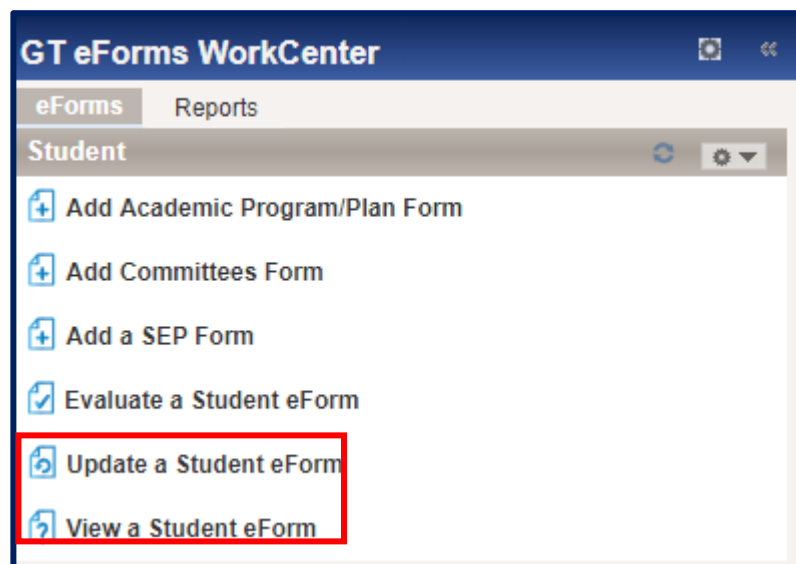 GT eForms WorkCenter
eForms Reports
Student
Add Academic Program/Plan Form
Add Committees Form
Add a SEP Form
Evaluate a Student eForm
Update a Student eForm
View a Student eForm